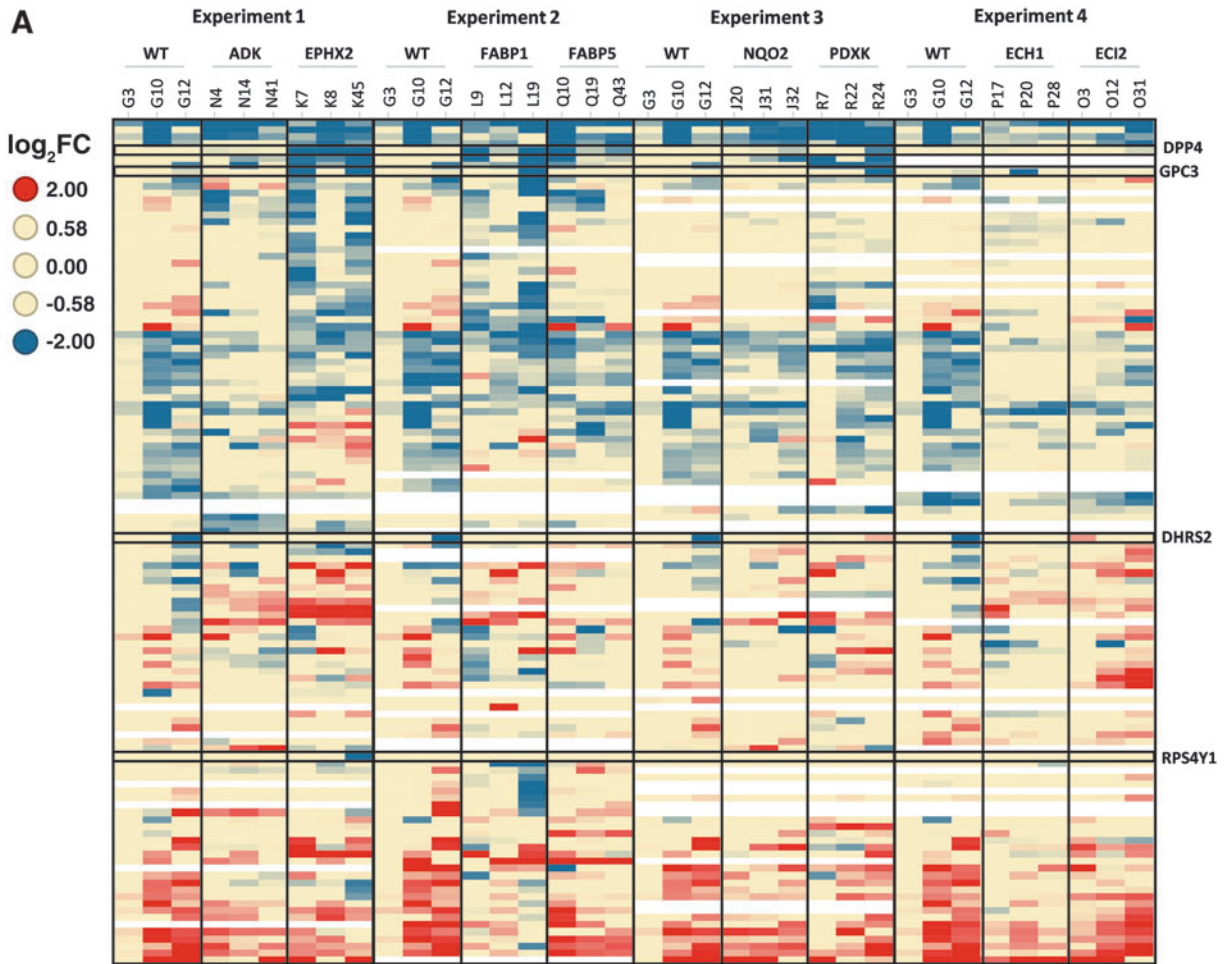 A
Experiment 1 Experiment 2 Experiment 3 Experiment 4
WT ADK EPHX2 WT FABP1 FABP5 WT NQO2 PDXK WT ECH1 ECI2
G3 G10 G12 N4 N14 N41 K7 K8 K45 G3 G10 G12 L9 L12 L19 Q10 Q19 Q43 G3 G10 G12 J20 J31 J32 R7 R22 R24 G3 G10 G12 P17 P20 P28 O3 O12 O31
log2FC
2.00
0.58
0.00
-0.58
-2.00
DPP4
GPC3
DHRS2
RPS4Y1